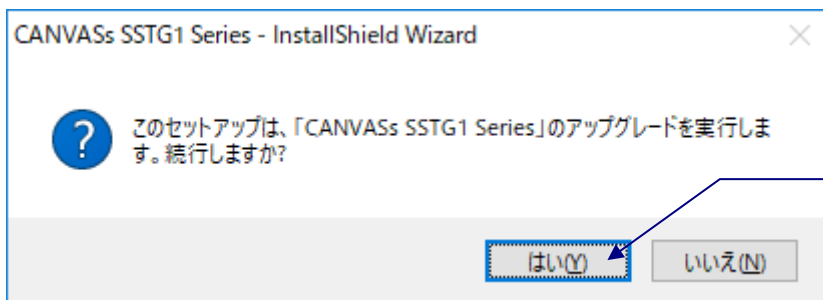 CANVASs SSTG1 Series - InstallShield Wizard
このセットアップは、「CANVASs SSTG1 Series」のアップグレードを実行しま
す。続行しますか?
はい(Y)
いいえ(N)